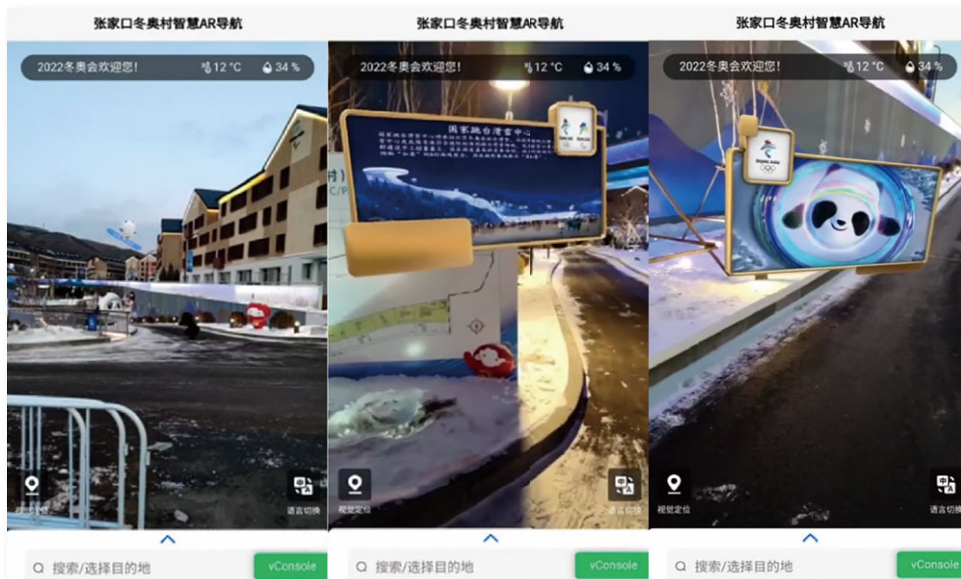 张家口冬奥村智慧AR导航
2022冬奥会欢迎您!
12 °C
34 %
视觉定位
语言切换
搜索/选择目的地
vConsole
张家口冬奥村智慧AR导航
2022冬奥会欢迎您!
12 °C
34 %
国家跳台滑雪中心
村)
C/P
视觉定位
语言切换
搜索/选择目的地
vConsole
张家口冬奥村智慧AR导航
2022冬奥会欢迎您!
12 °C
34 %
BEIJING 2022
视觉定位
语言切换
搜索/选择目的地
vConsole